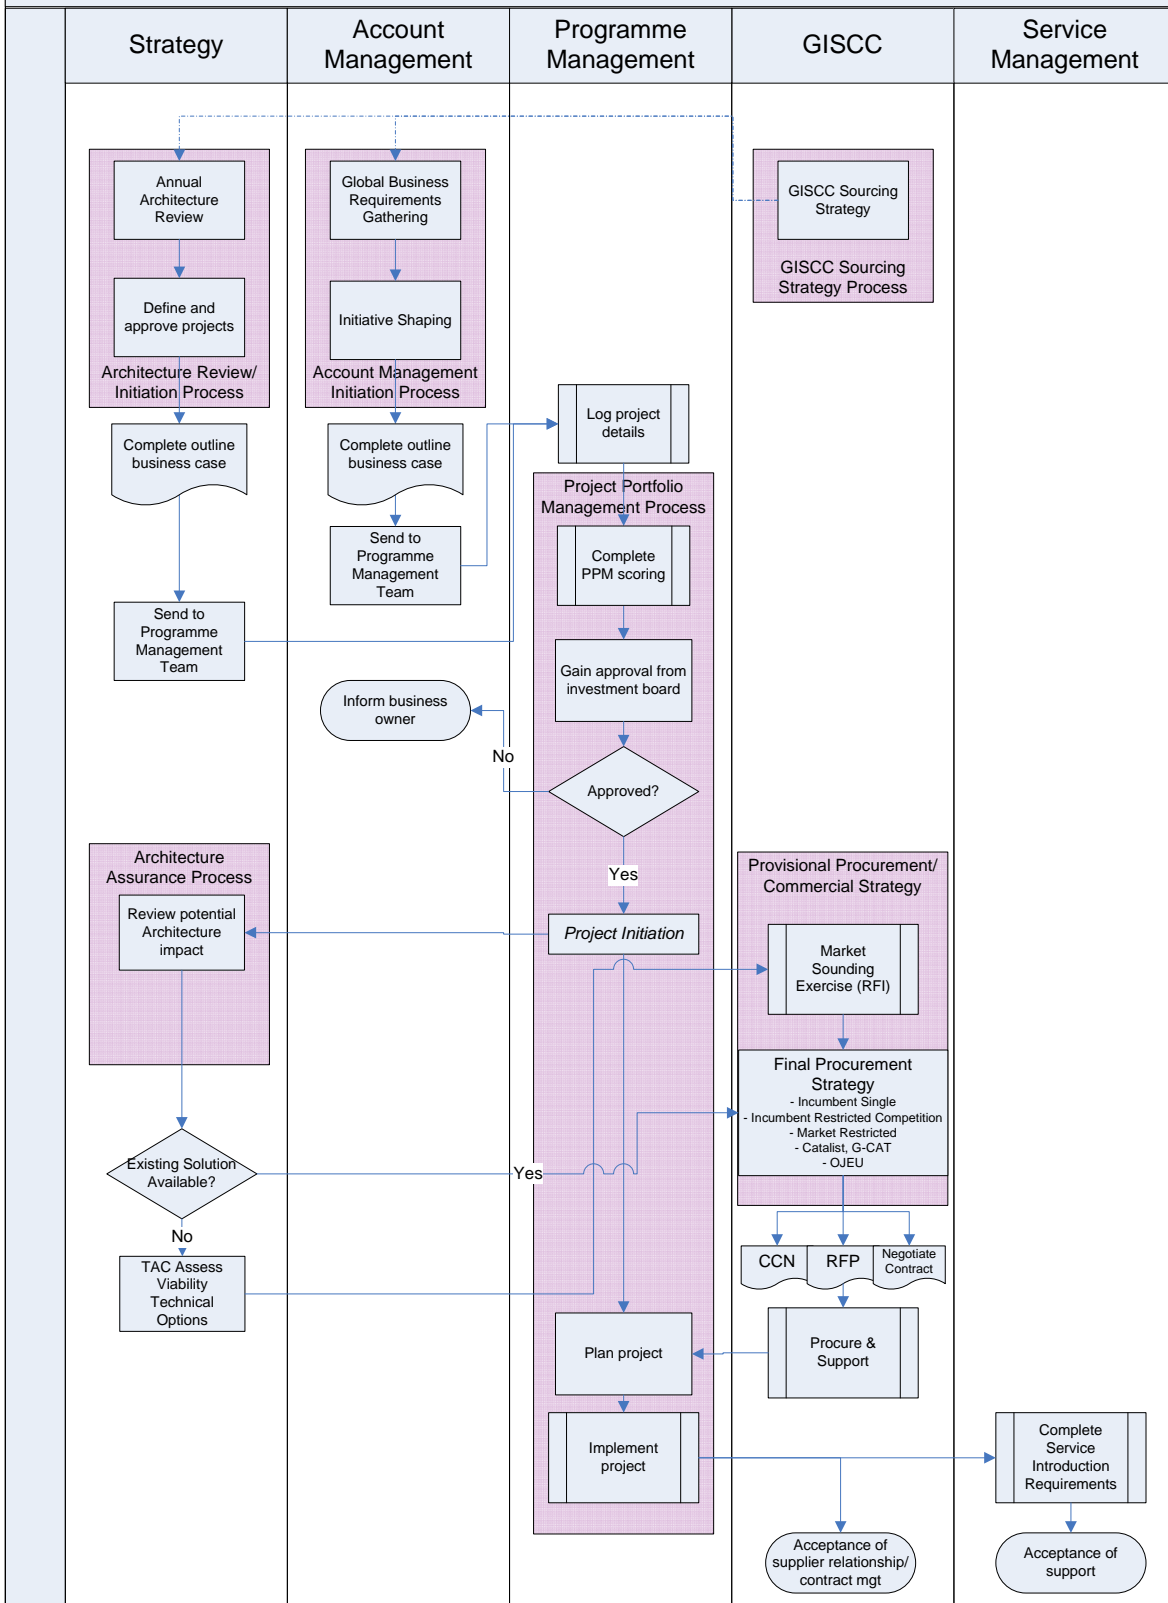 Strategy
Account
Management
Programme
Management
GISCC
Service
Management
Annual
Architecture
Review
Define and
approve projects
Architecture Review/
Initiation Process
Complete outline
business case
Send to
Programme
Management
Team
Global Business
Requirements
Gathering
Initiative Shaping
Account Management
Initiation Process
Complete outline
business case
Send to
Programme
Management
Team
GISCC Sourcing
Strategy
GISCC Sourcing
Strategy Process
Log project
details
Project Portfolio
Management Process
Complete
PPM scoring
Gain approval from
investment board
Inform business
owner
No
Approved?
Yes
Project Initiation
Architecture
Assurance Process
Review potential
Architecture
impact
Existing Solution
Available?
Yes
No
TAC Assess
Viability
Technical
Options
Provisional Procurement/
Commercial Strategy
Market
Sounding
Exercise (RFI)
Final Procurement
Strategy
- Incumbent Single
- Incumbent Restricted Competition
- Market Restricted
- Catalist, G-CAT
- OJEU
CCN
RFP
Negotiate
Contract
Procure &
Support
Plan project
Implement
project
Complete
Service
Introduction
Requirements
Acceptance of
supplier relationship/
contract mgt
Acceptance of
support